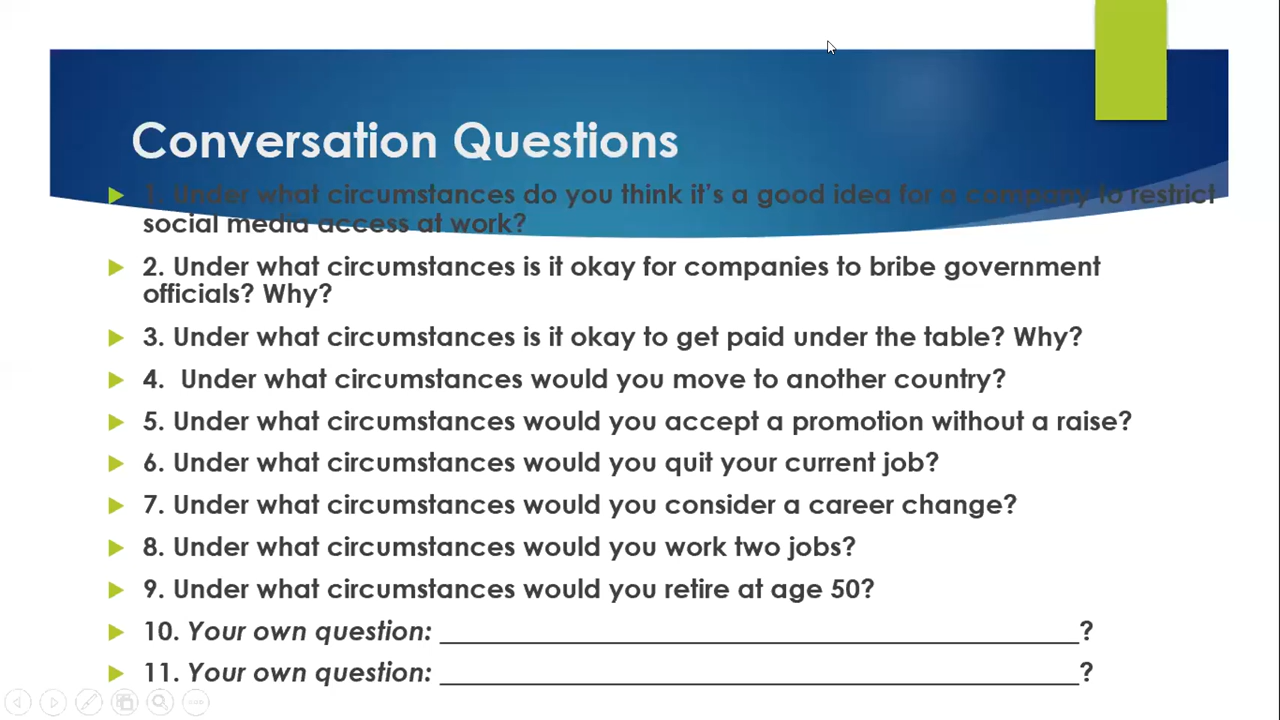 Conversation Questions
1. Under what circumstances do you think it's a good idea for a company to restrict
social media access at work?
2. Under what circumstances is it okay for companies to bribe government
officials? Why?
3. Under what circumstances is it okay to get paid under the table? Why?
4.  Under what circumstances would you move to another country?
5. Under what circumstances would you accept a promotion without a raise?
6. Under what circumstances would you quit your current job?
7. Under what circumstances would you consider a career change?
8. Under what circumstances would you work two jobs?
9. Under what circumstances would you retire at age 50?
10. Your own question: ___________________________________________?
11. Your own question: ___________________________________________?